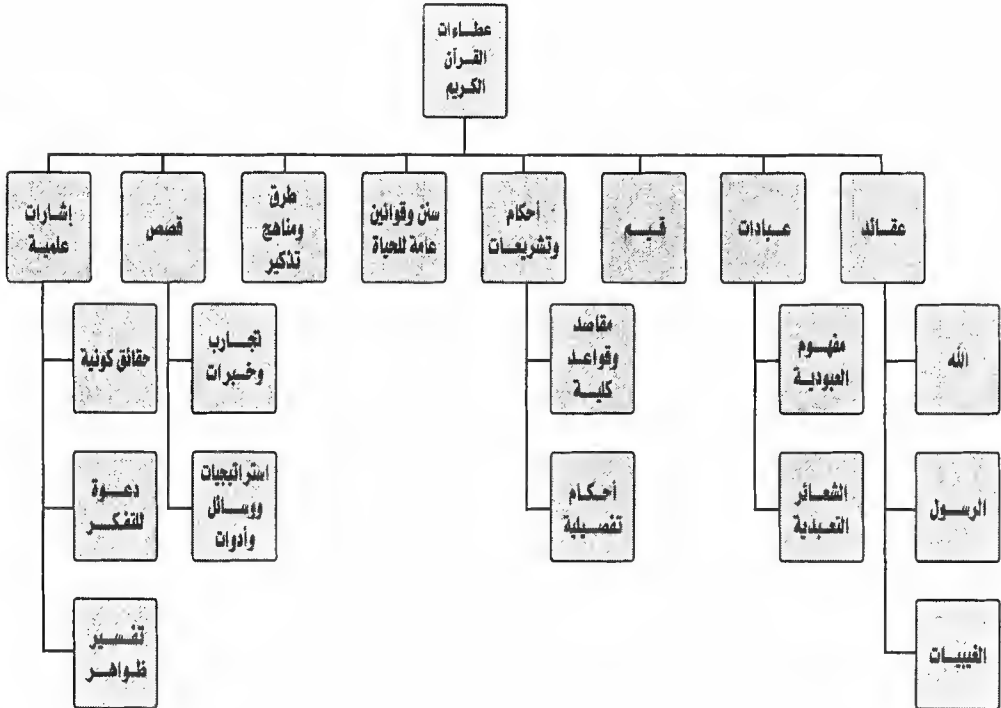 عطاءات
القرآن
الكريم
عقائد
عبادات
قيم
أحكام
وتشريعات
سنن وقوانين
عامة للحياة
طرق
ومناهج
تذكير
قصص
إشارات
علمية
الله
الرسول
الغيبيات
مفهوم
العبودية
الشعائر
التعبدية
مقاصد
وقواعد
كلية
أحكام
تفصيلية
تجارب
وخبرات
استراتيجيات
ووسائل
وأدوات
حقائق كونية
دعوة
للتفكر
تفسير
ظواهر